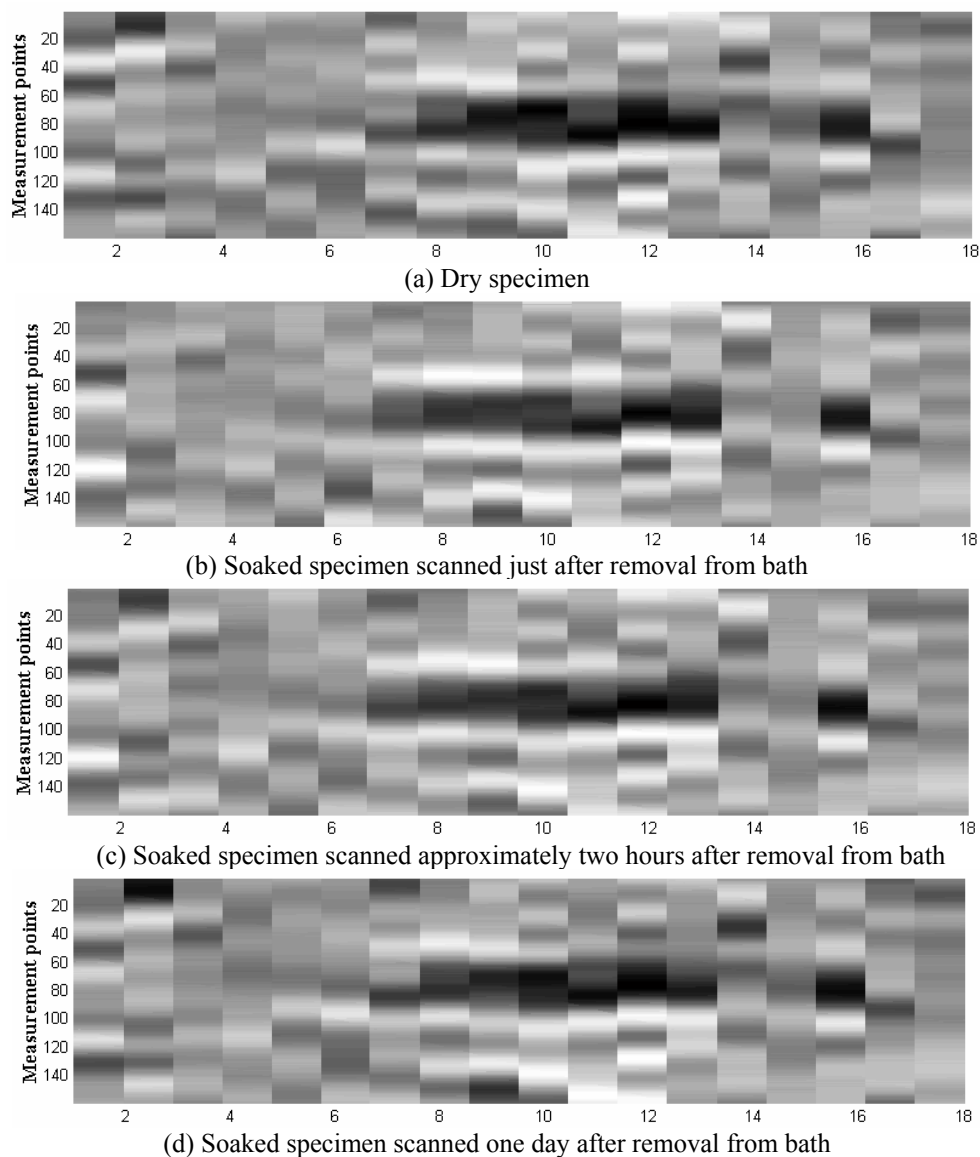 Measurement points
20
40
60
80
100
120
140
2 4 6 8 10 12 14 16 18
(a) Dry specimen
Measurement points
20
40
60
80
100
120
140
2 4 6 8 10 12 14 16 18
(b) Soaked specimen scanned just after removal from bath
Measurement points
20
40
60
80
100
120
140
2 4 6 8 10 12 14 16 18
(c) Soaked specimen scanned approximately two hours after removal from bath
Measurement points
20
40
60
80
100
120
140
2 4 6 8 10 12 14 16 18
(d) Soaked specimen scanned one day after removal from bath